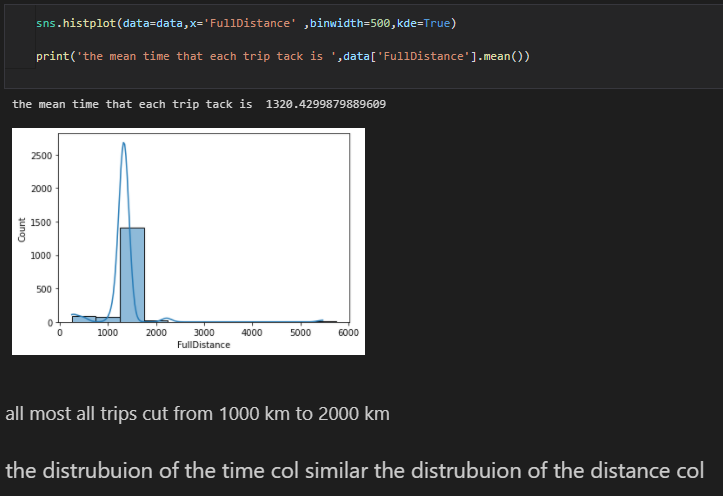 sns.histplot(data=data,x='FullDistance' ,binwidth=500,kde=True)
print('the mean time that each trip tack is ',data['FullDistance'].mean())
the mean time that each trip tack is  1320.4299879889609
2500
2000
1500
1000
500
0
Count
0 1000 2000 3000 4000 5000 6000
FullDistance
all most all trips cut from 1000 km to 2000 km
the distrubuion of the time col similar the distrubuion of the distance col